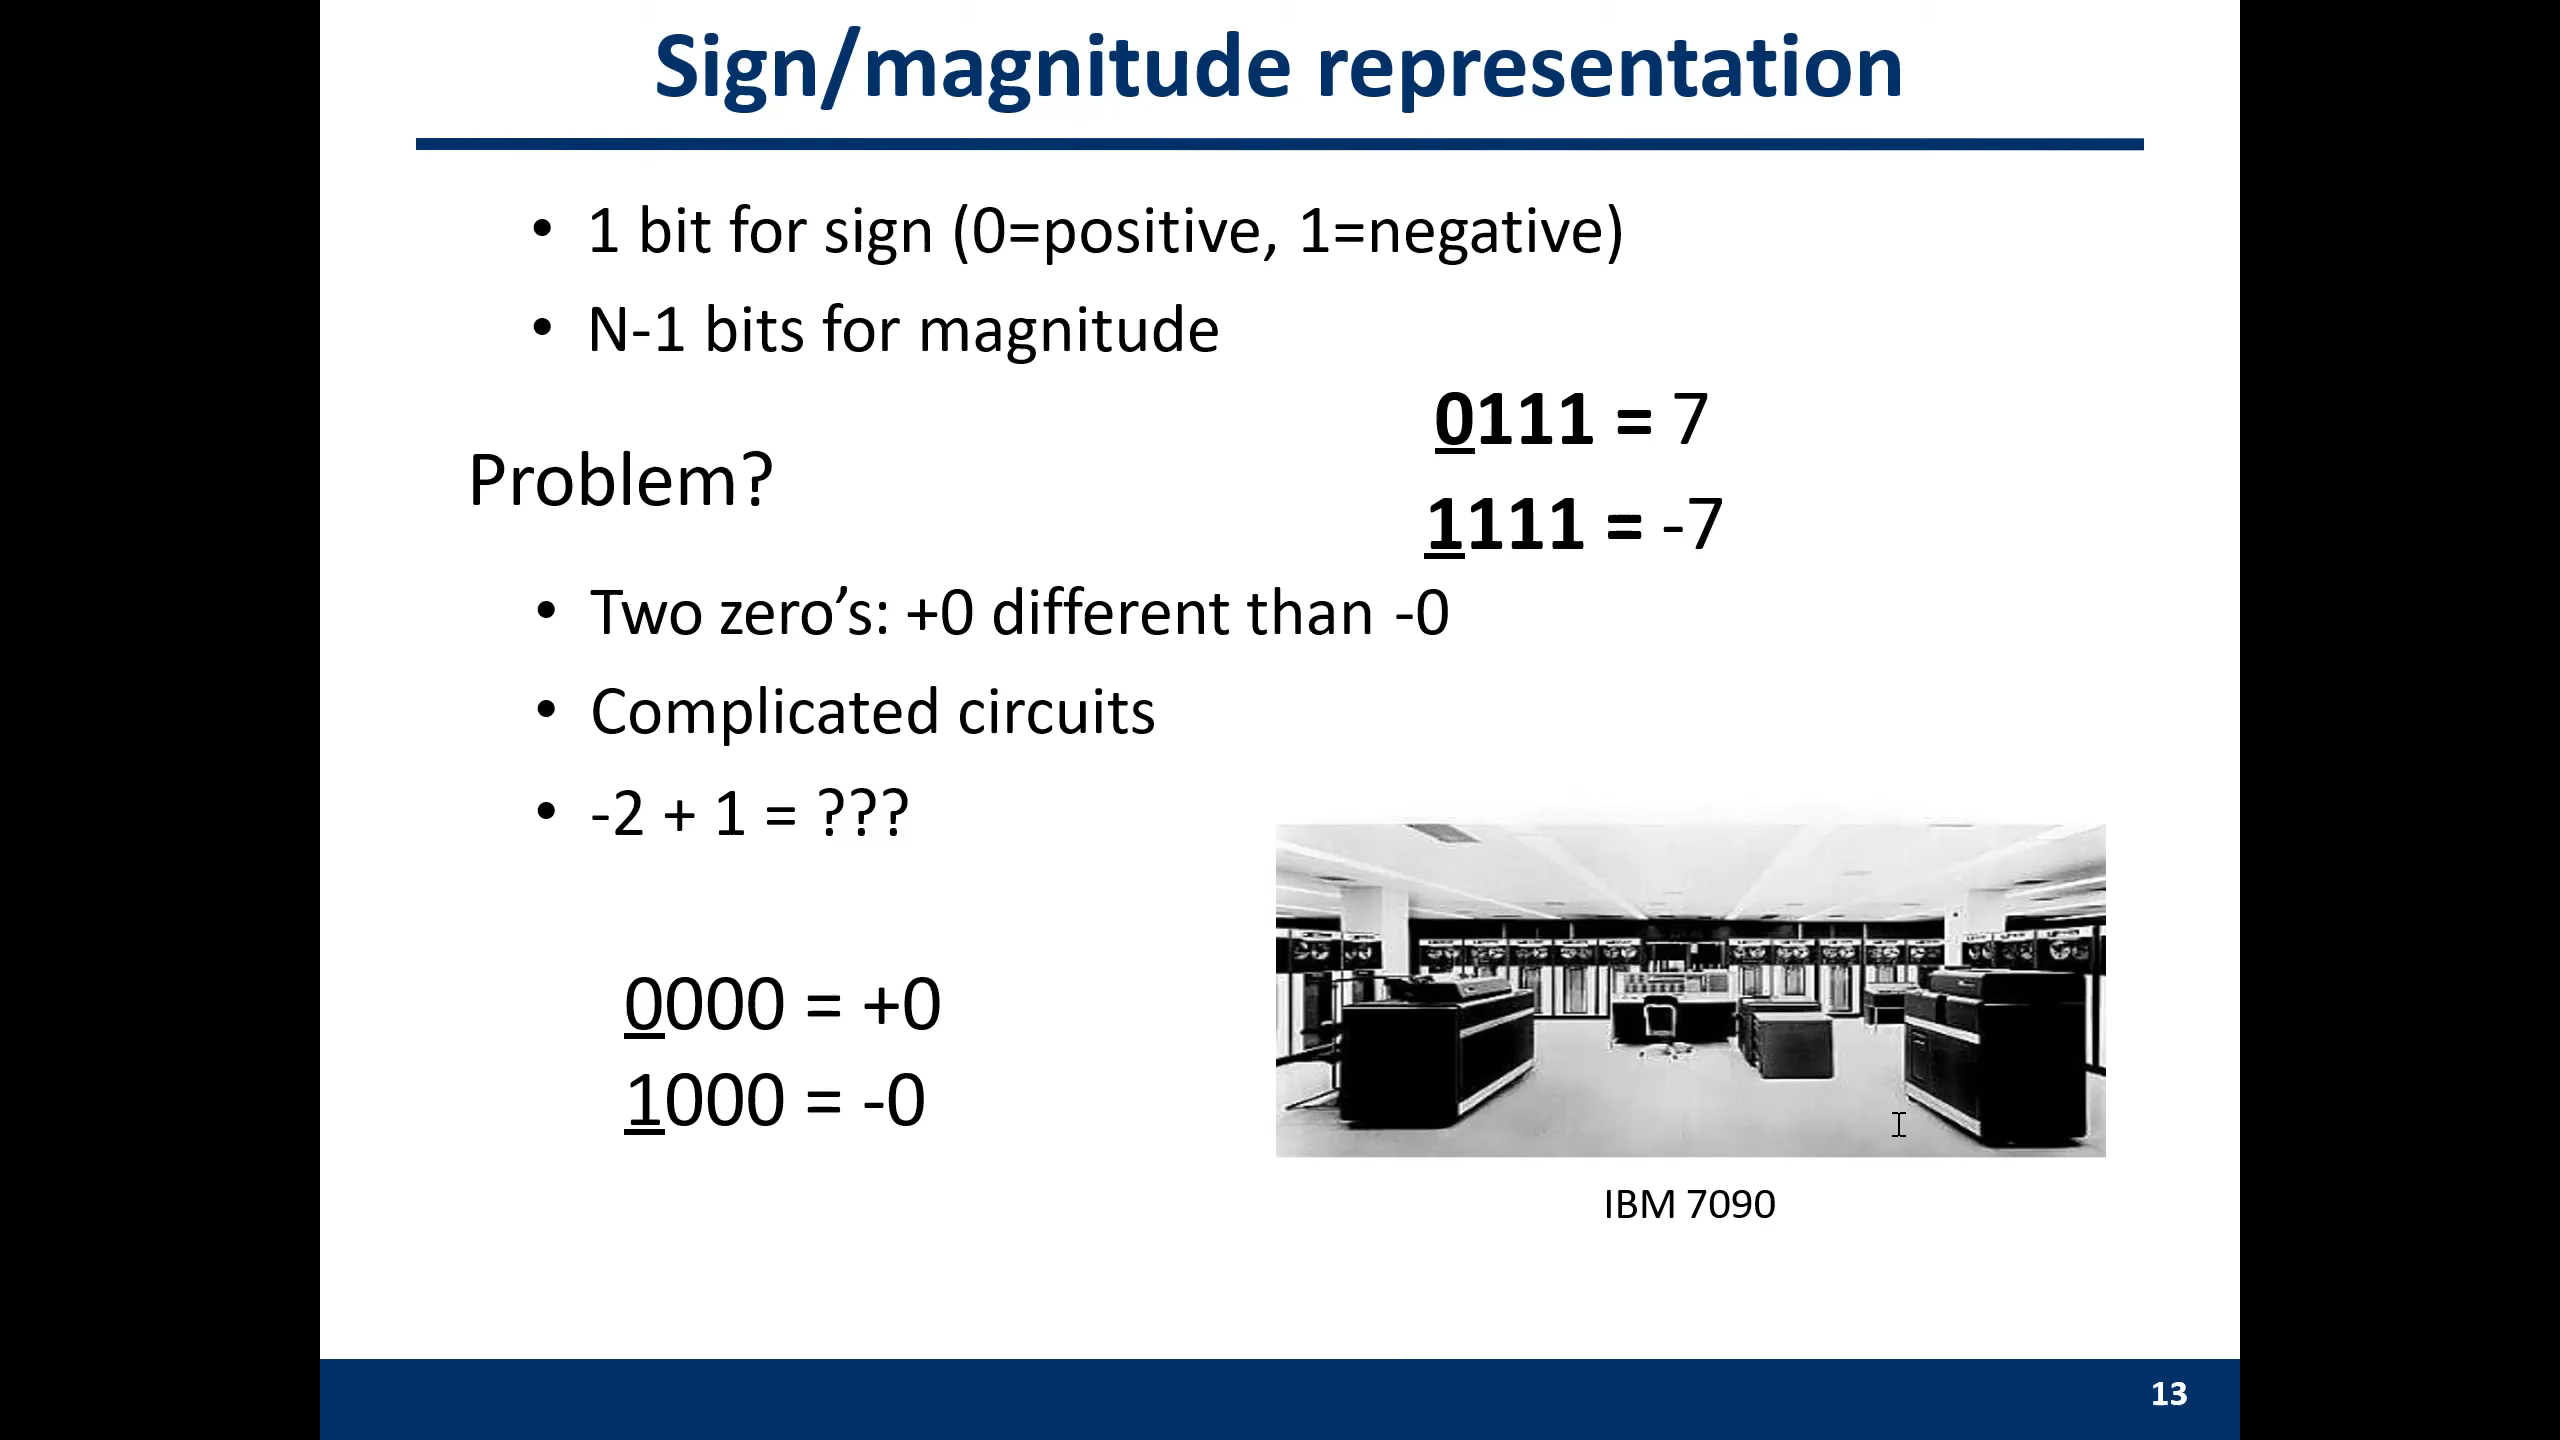 Sign/magnitude representation
• 1 bit for sign (0=positive, 1=negative)
• N-1 bits for magnitude
0111 = 7
Problem?
1111 = -7
• Two zero’s: +0 different than -0
• Complicated circuits
• -2 + 1 = ???
0000 = +0
1000 = -0
IBM 7090
13